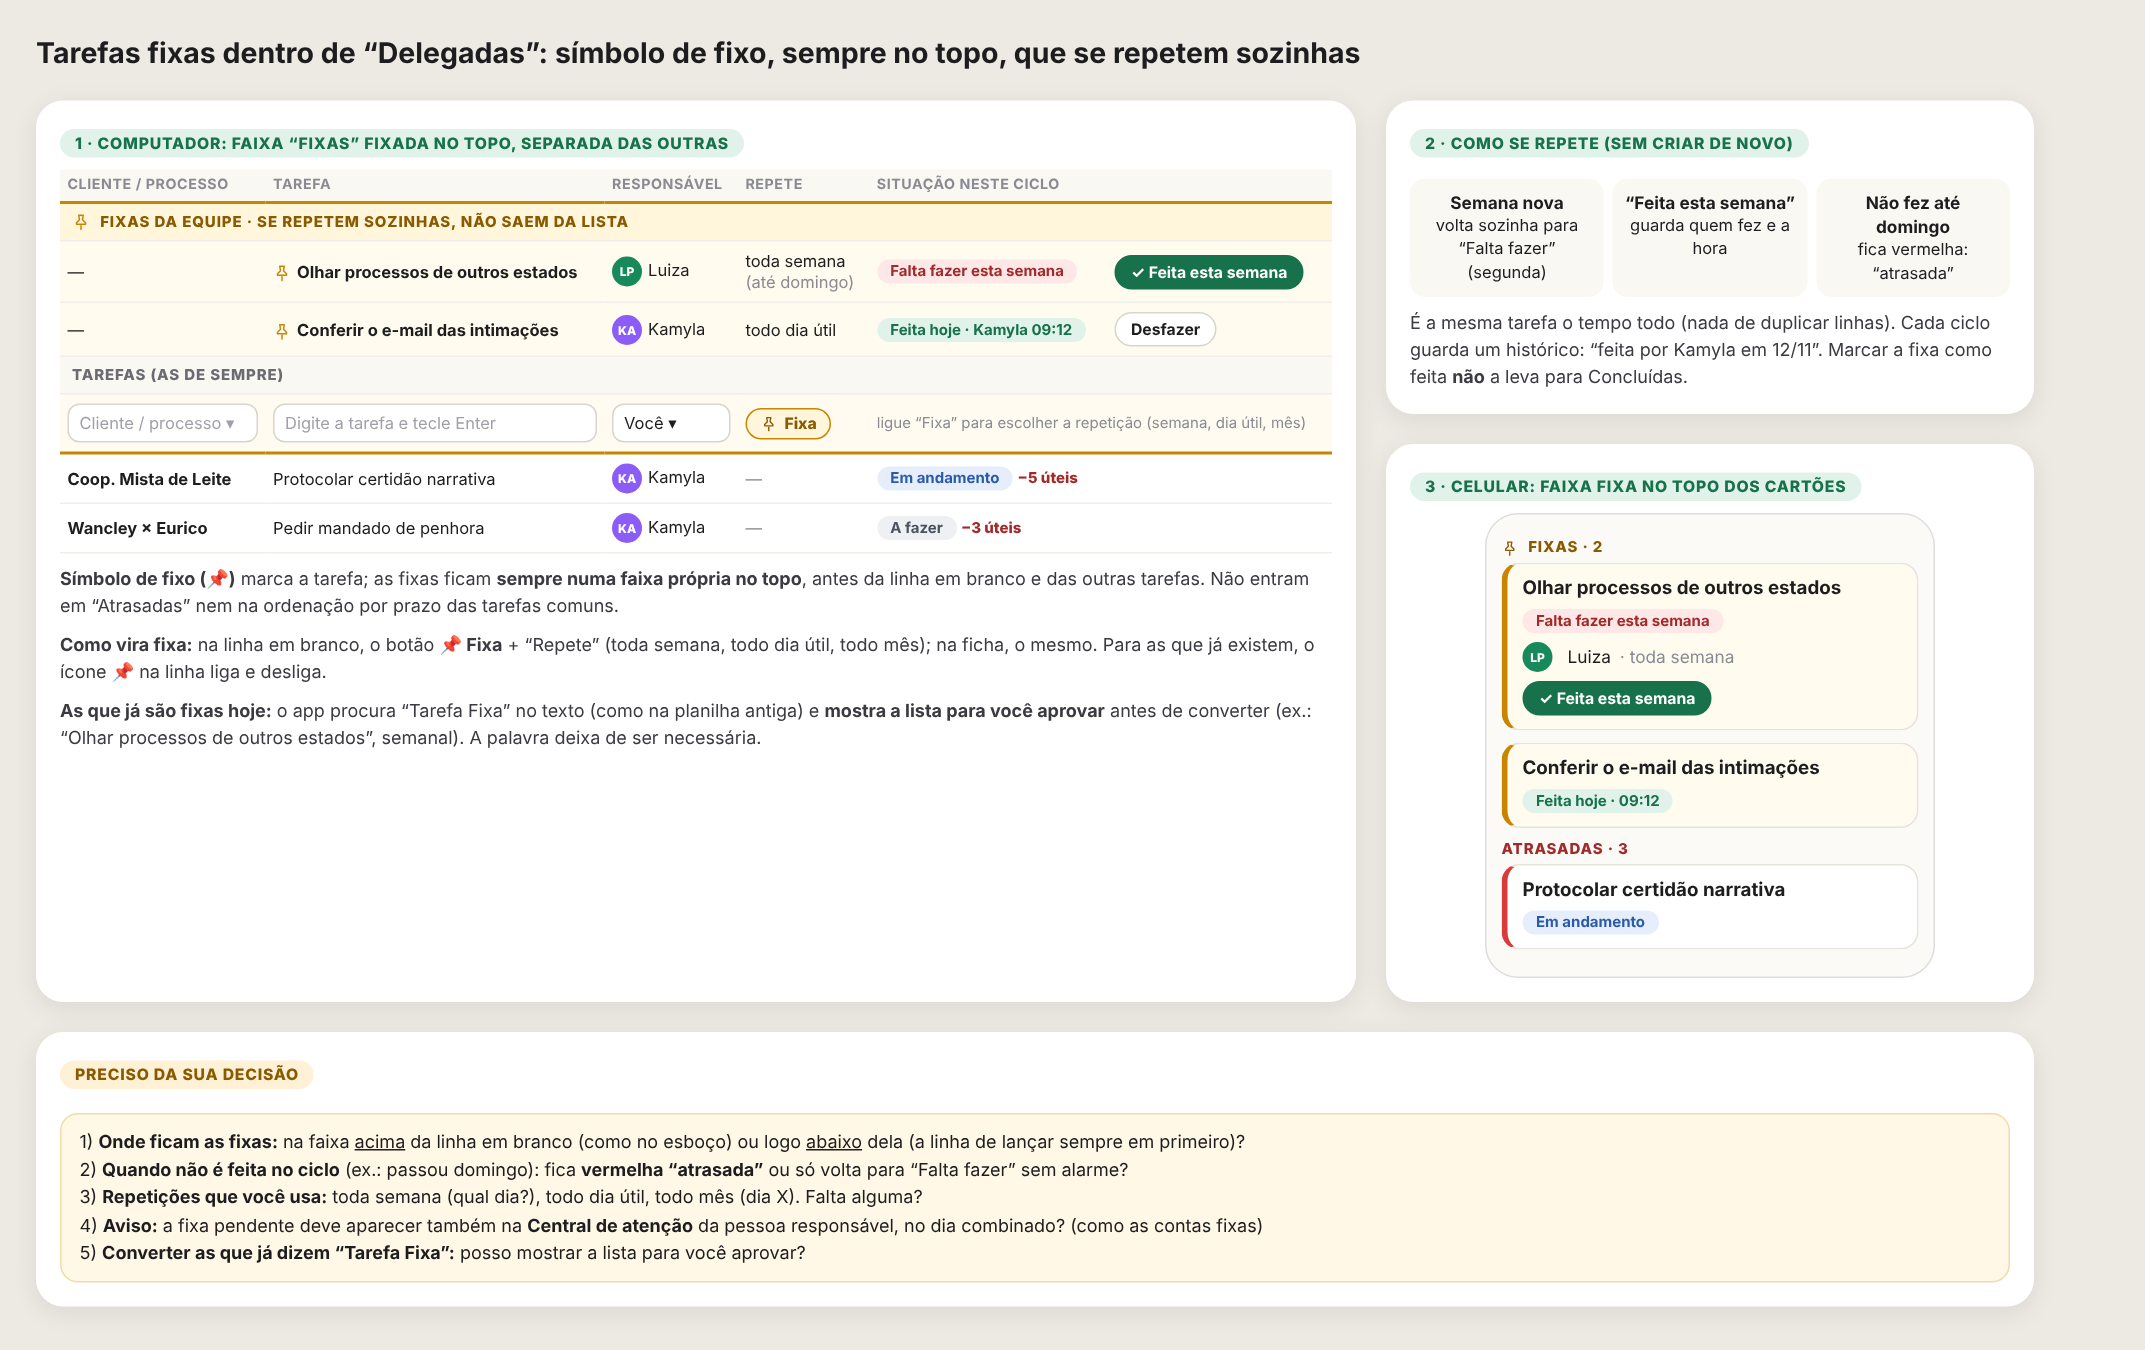 Tarefas fixas dentro de “Delegadas”: símbolo de fixo, sempre no topo, que se repetem sozinhas
1 · COMPUTADOR: FAIXA “FIXAS” FIXADA NO TOPO, SEPARADA DAS OUTRAS
CLIENTE / PROCESSO TAREFA RESPONSÁVEL REPETE SITUAÇÃO NESTE CICLO
FIXAS DA EQUIPE · SE REPETEM SOZINHAS, NÃO SAEM DA LISTA
— Olhar processos de outros estados LP Luiza toda semana (até domingo) Falta fazer esta semana ✓ Feita esta semana
— Conferir o e-mail das intimações KA Kamyla todo dia útil Feita hoje · Kamyla 09:12 Desfazer
TAREFAS (AS DE SEMPRE)
Cliente / processo ▾ Digite a tarefa e tecle Enter Você ▾ Fixa ligue “Fixa” para escolher a repetição (semana, dia útil, mês)
Coop. Mista de Leite Protocolar certidão narrativa KA Kamyla — Em andamento −5 úteis
Wancley × Eurico Pedir mandado de penhora KA Kamyla — A fazer −3 úteis
Símbolo de fixo (📌) marca a tarefa; as fixas ficam sempre numa faixa própria no topo, antes da linha em branco e das outras tarefas. Não entram
em “Atrasadas” nem na ordenação por prazo das tarefas comuns.
Como vira fixa: na linha em branco, o botão 📌 Fixa + “Repete” (toda semana, todo dia útil, todo mês); na ficha, o mesmo. Para as que já existem, o
ícone 📌 na linha liga e desliga.
As que já são fixas hoje: o app procura “Tarefa Fixa” no texto (como na planilha antiga) e mostra a lista para você aprovar antes de converter (ex.:
“Olhar processos de outros estados”, semanal). A palavra deixa de ser necessária.
2 · COMO SE REPETE (SEM CRIAR DE NOVO)
Semana nova
volta sozinha para
“Falta fazer”
(segunda)
“Feita esta semana”
guarda quem fez e a
hora
Não fez até
domingo
fica vermelha:
“atrasada”
É a mesma tarefa o tempo todo (nada de duplicar linhas). Cada ciclo
guarda um histórico: “feita por Kamyla em 12/11”. Marcar a fixa como
feita não a leva para Concluídas.
3 · CELULAR: FAIXA FIXA NO TOPO DOS CARTÕES
FIXAS · 2
Olhar processos de outros estados
Falta fazer esta semana
LP Luiza · toda semana
✓ Feita esta semana
Conferir o e-mail das intimações
Feita hoje · 09:12
ATRASADAS · 3
Protocolar certidão narrativa
Em andamento
PRECISO DA SUA DECISÃO
1) Onde ficam as fixas: na faixa acima da linha em branco (como no esboço) ou logo abaixo dela (a linha de lançar sempre em primeiro)?
2) Quando não é feita no ciclo (ex.: passou domingo): fica vermelha “atrasada” ou só volta para “Falta fazer” sem alarme?
3) Repetições que você usa: toda semana (qual dia?), todo dia útil, todo mês (dia X). Falta alguma?
4) Aviso: a fixa pendente deve aparecer também na Central de atenção da pessoa responsável, no dia combinado? (como as contas fixas)
5) Converter as que já dizem “Tarefa Fixa”: posso mostrar a lista para você aprovar?